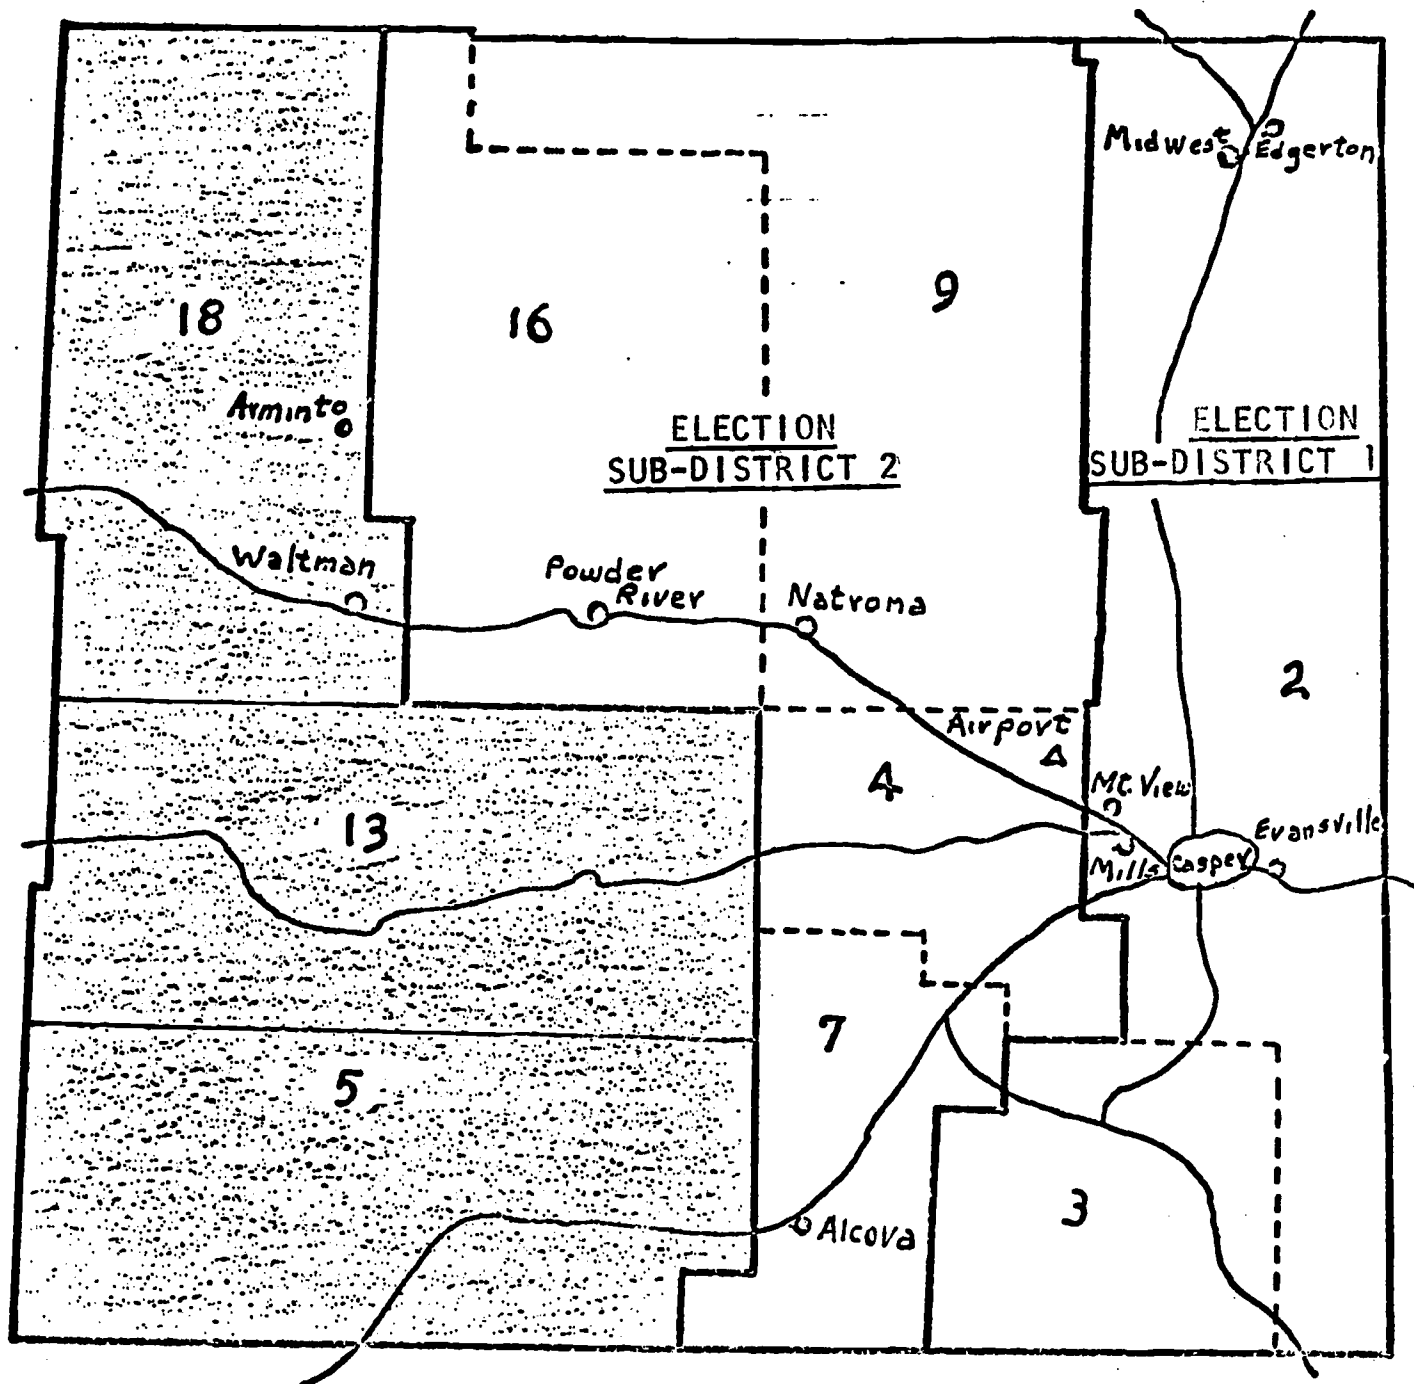 Midwest
Edgerton
18
16
9
Arminto
ELECTION
SUB-DISTRICT 2
ELECTION
SUB-DISTRICT 1
Waltman
Powder
River
Natrona
2
Airport
4
Mt. View
13
Evansville
Mills
Casper
7
5
3
Alcova